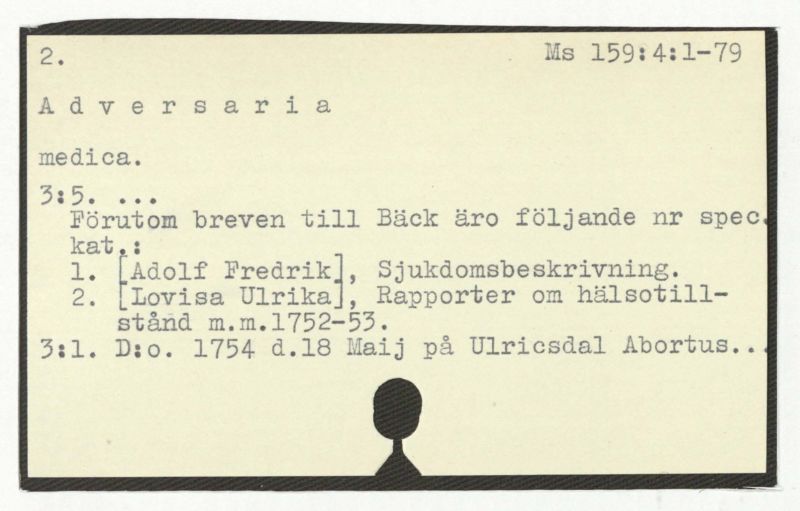 2. Ms 159:4:1-79
A d v e r s a r i a
medica.
3:5. ...
Förutom breven till Bäck äro följande nr spec.
kat.:
1. [Adolf Fredrik], Sjukdomsbeskrivning.
2. [Lovisa Ulrika], Rapporter om hälsotill-
stånd m.m.1752-53.
3:1. D:o. 1754 d.18 Maij på Ulricsdal Abortus...